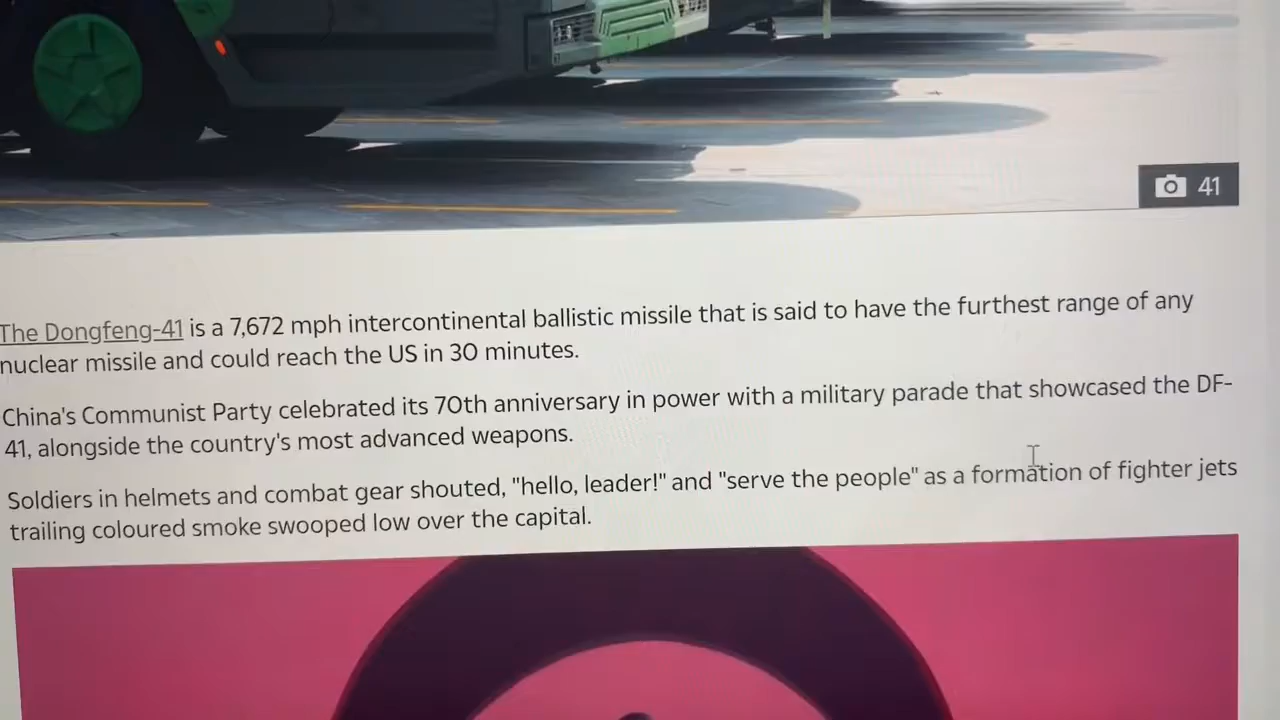 41
The Dongfeng-41 is a 7,672 mph intercontinental ballistic missile that is said to have the furthest range of any
nuclear missile and could reach the US in 30 minutes.
China's Communist Party celebrated its 70th anniversary in power with a military parade that showcased the DF-
41, alongside the country's most advanced weapons.
Soldiers in helmets and combat gear shouted, "hello, leader!" and "serve the people" as a formation of fighter jets
trailing coloured smoke swooped low over the capital.